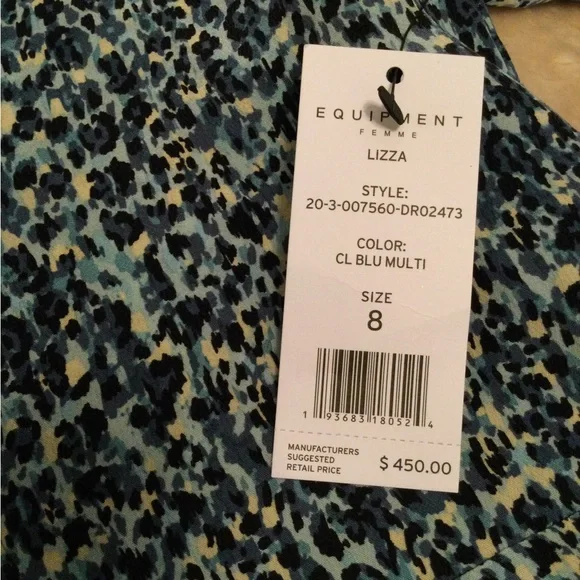 EQUIPMENT
FEMME
LIZZA
STYLE:
20-3-007560-DR02473
COLOR:
CL BLU MULTI
SIZE
8
1 93683 18052 4
MANUFACTURERS
SUGGESTED
RETAIL PRICE
$ 450.00